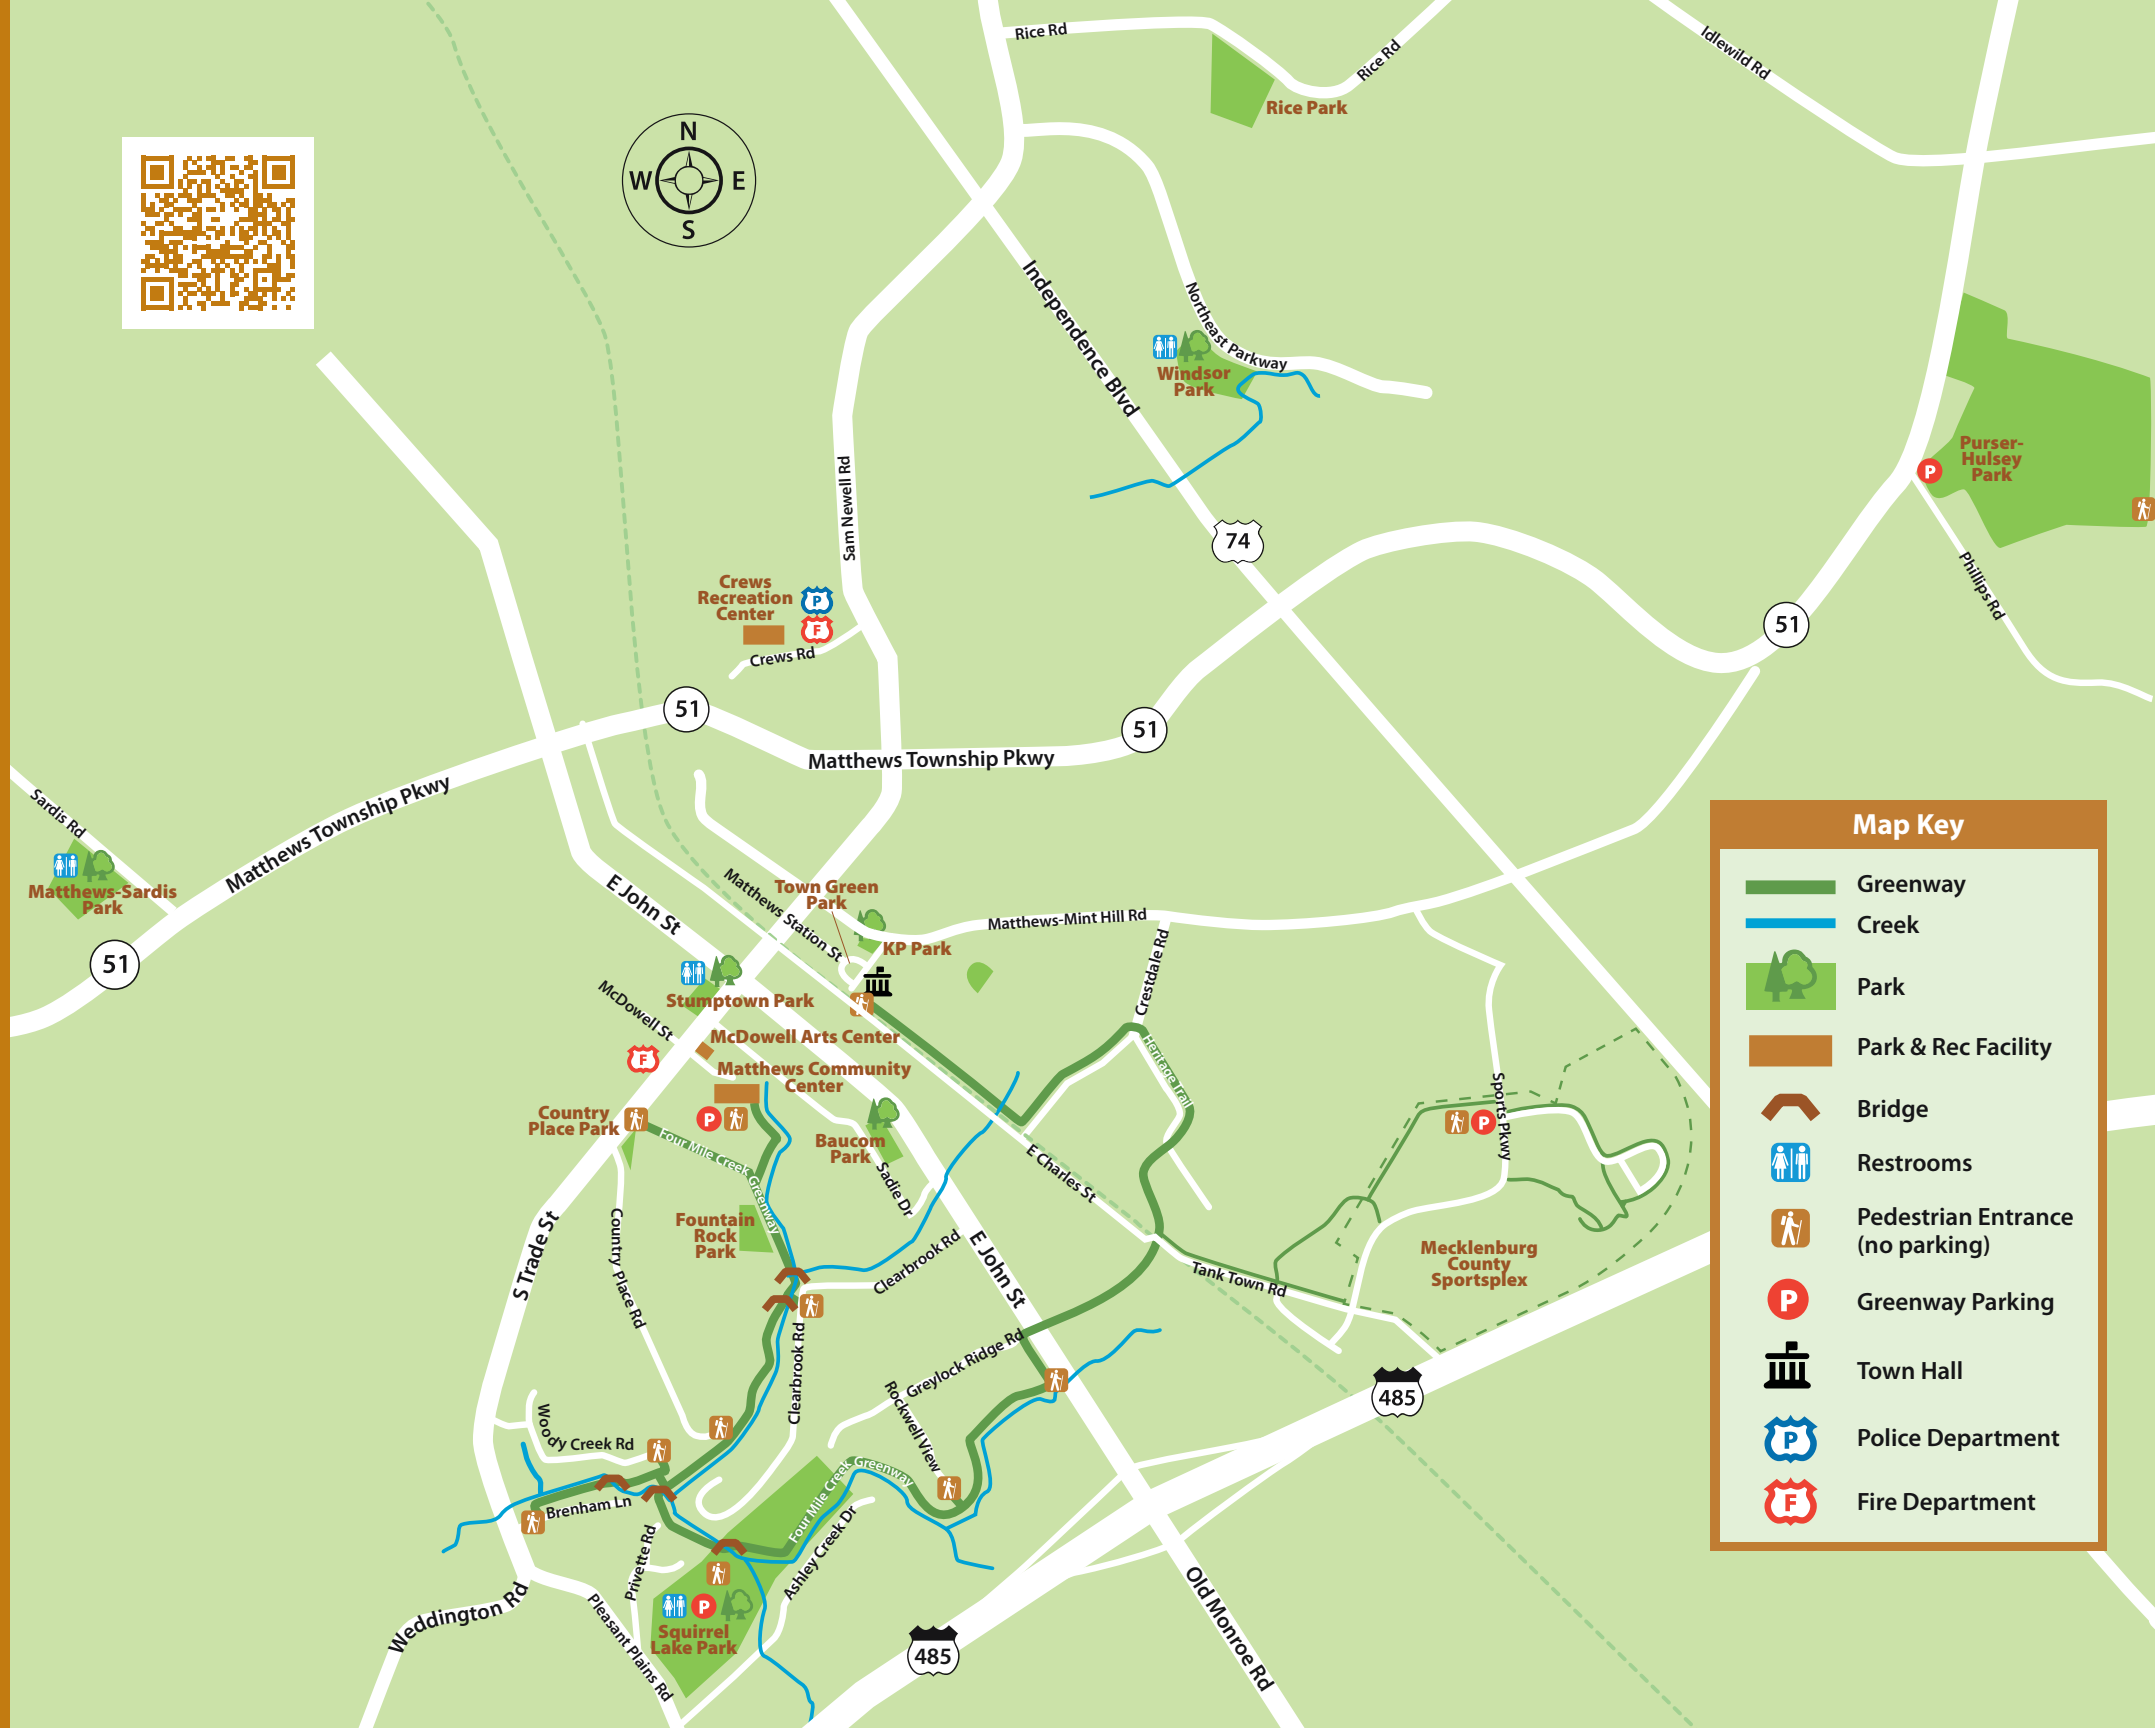 Rice Rd
Rice Rd
Idlewild Rd
Rice Park
N
W E
S
Independence Blvd
Northeast Parkway
Windsor
Park
Purser-
Hulsey
Park
P
Sam Newell Rd
74
Phillips Rd
Crews
Recreation
Center
P
F
Crews Rd
51
51
51
Matthews Township Pkwy
Matthews Township Pkwy
Sardis Rd
Matthews-Sardis
Park
51
E John St
Matthews Station St
Town Green
Park
KP Park
Matthews-Mint Hill Rd
Crestdale Rd
Stumptown Park
McDowell St
McDowell Arts Center
F
Matthews Community
Center
P
Country
Place Park
Four Mile Creek Greenway
Baucom
Park
Sadie Dr
Heritage Trail
E Charles St
Sports Pkwy
P
Fountain
Rock
Park
Country Place Rd
S Trade St
Clearbrook Rd
E John St
Tank Town Rd
Mecklenburg
County
Sportsplex
Clearbrook Rd
Greylock Ridge Rd
Rockwell View
485
Woody Creek Rd
Brenham Ln
Four Mile Creek Greenway
Ashley Creek Dr
Privette Rd
P
Squirrel
Lake Park
Weddington Rd
Pleasant Plains Rd
485
Old Monroe Rd
Map Key
Greenway
Creek
Park
Park & Rec Facility
Bridge
Restrooms
Pedestrian Entrance
(no parking)
P
Greenway Parking
Town Hall
P
Police Department
F
Fire Department